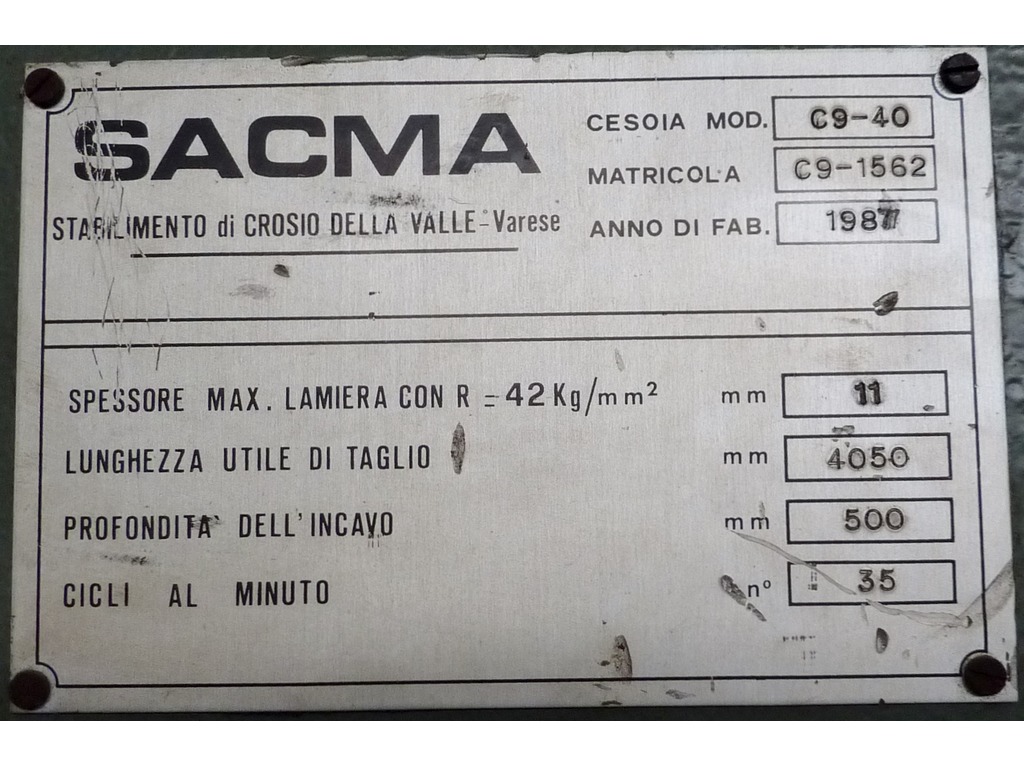 SACMA
STABILIMENTO di CROSIO DELLA VALLE-Varese
CESOIA MOD. C9-40
MATRICOLA C9-1562
ANNO DI FAB. 1987
SPESSORE MAX. LAMIERA CON R = 42 Kg/mm² mm 11
LUNGHEZZA UTILE DI TAGLIO mm 4050
PROFONDITA' DELL'INCAVO mm 500
CICLI AL MINUTO n° 35